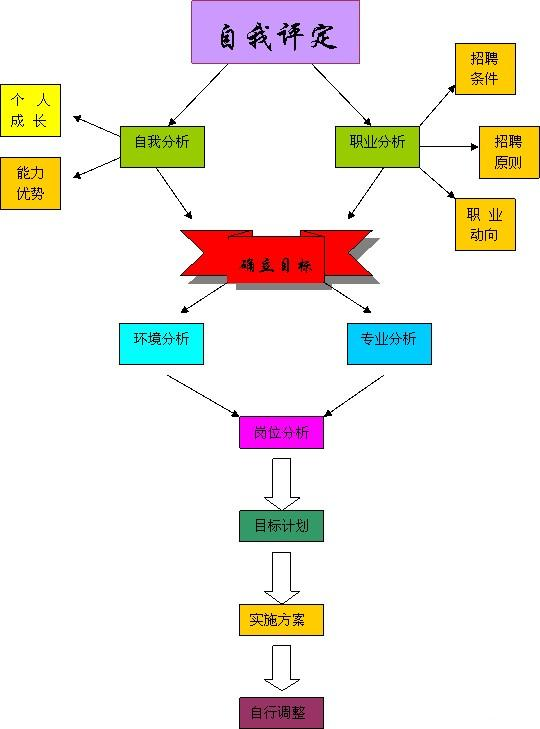 自我评定
招聘
条件
个 人
成 长
自我分析
职业分析
招聘
原则
能力
优势
职 业
动向
确立目标
环境分析
专业分析
岗位分析
目标计划
实施方案
自行调整